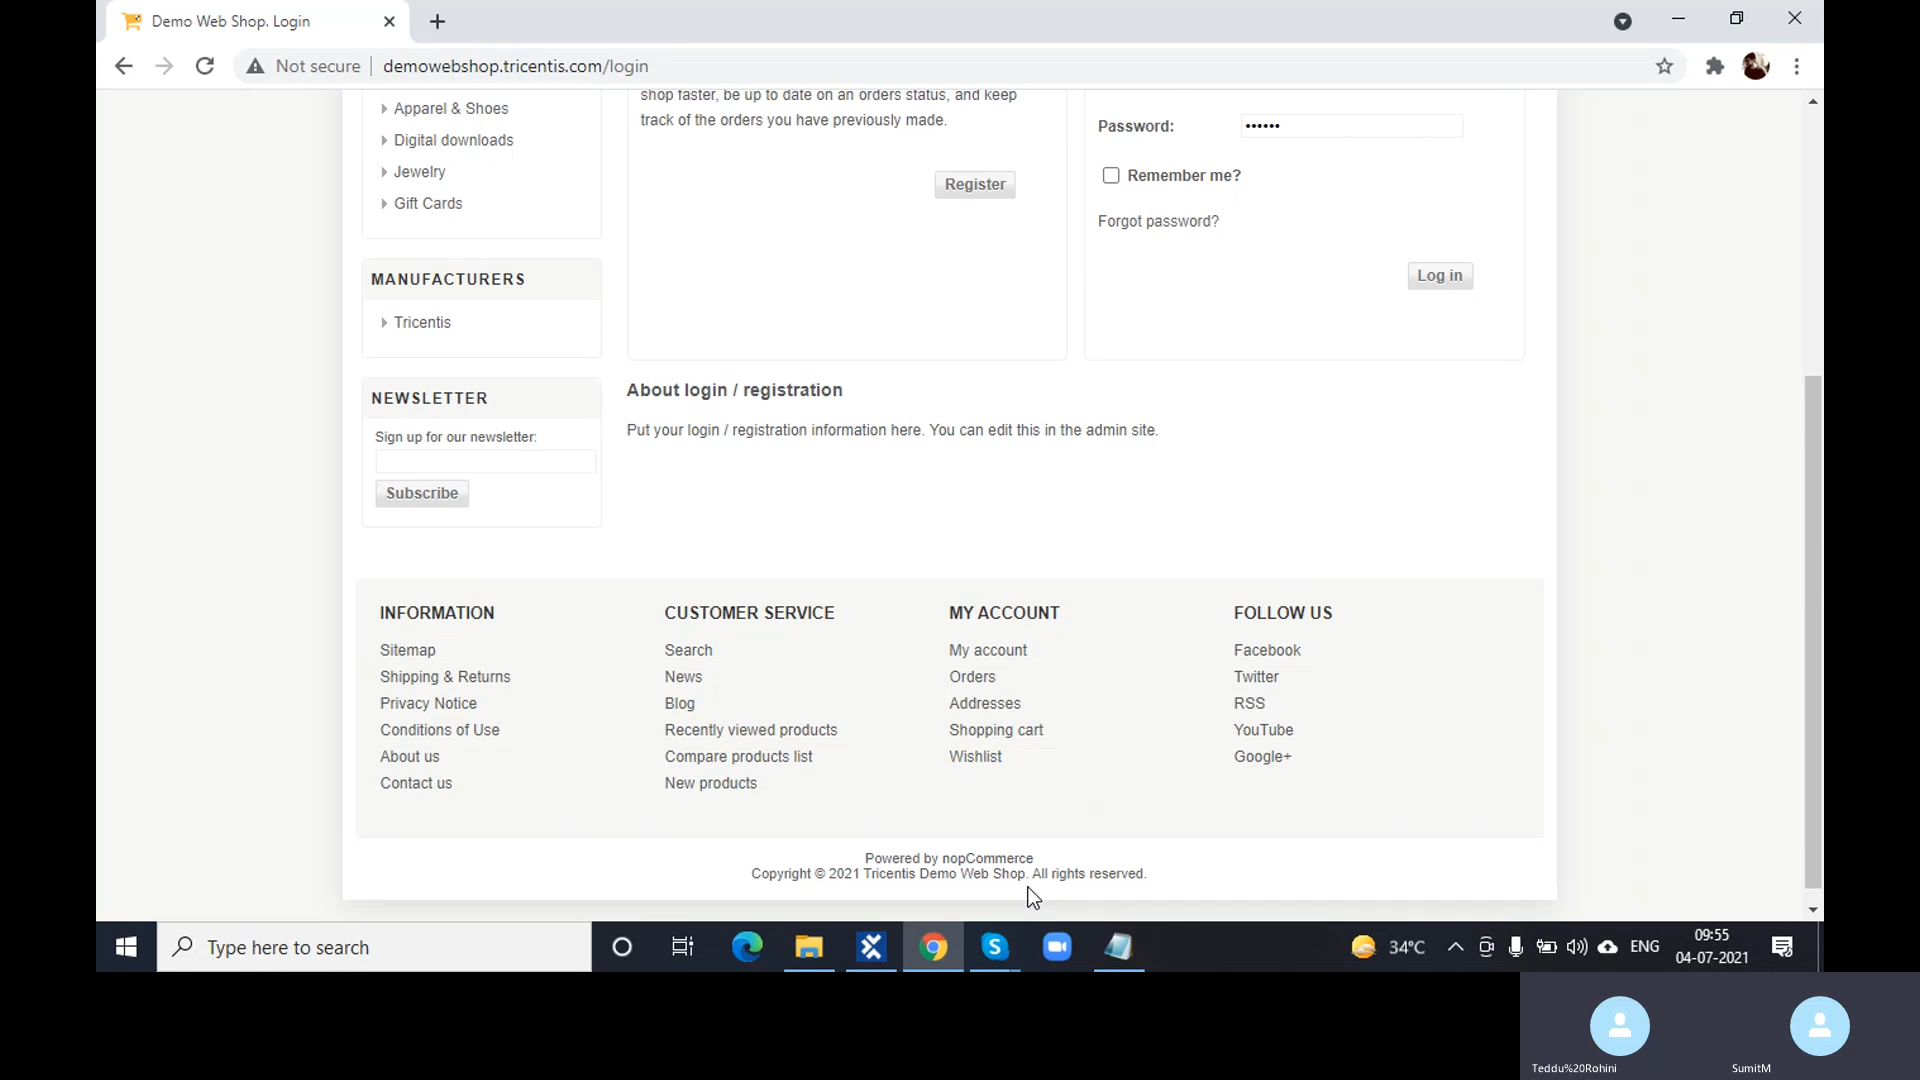 Demo Web Shop. Login
Not secure
demowebshop.tricentis.com/login
Apparel & Shoes
Digital downloads
Jewelry
Gift Cards
MANUFACTURERS
Tricentis
NEWSLETTER
Sign up for our newsletter:
Subscribe
shop faster, be up to date on an orders status, and keep
track of the orders you have previously made.
Register
Password:
••••••
Remember me?
Forgot password?
Log in
About login / registration
Put your login / registration information here. You can edit this in the admin site.
INFORMATION
Sitemap
Shipping & Returns
Privacy Notice
Conditions of Use
About us
Contact us
CUSTOMER SERVICE
Search
News
Blog
Recently viewed products
Compare products list
New products
MY ACCOUNT
My account
Orders
Addresses
Shopping cart
Wishlist
FOLLOW US
Facebook
Twitter
RSS
YouTube
Google+
Powered by nopCommerce
Copyright © 2021 Tricentis Demo Web Shop. All rights reserved.
Type here to search
34°C
ENG
09:55
04-07-2021
Teddu%20Rohini
SumitM